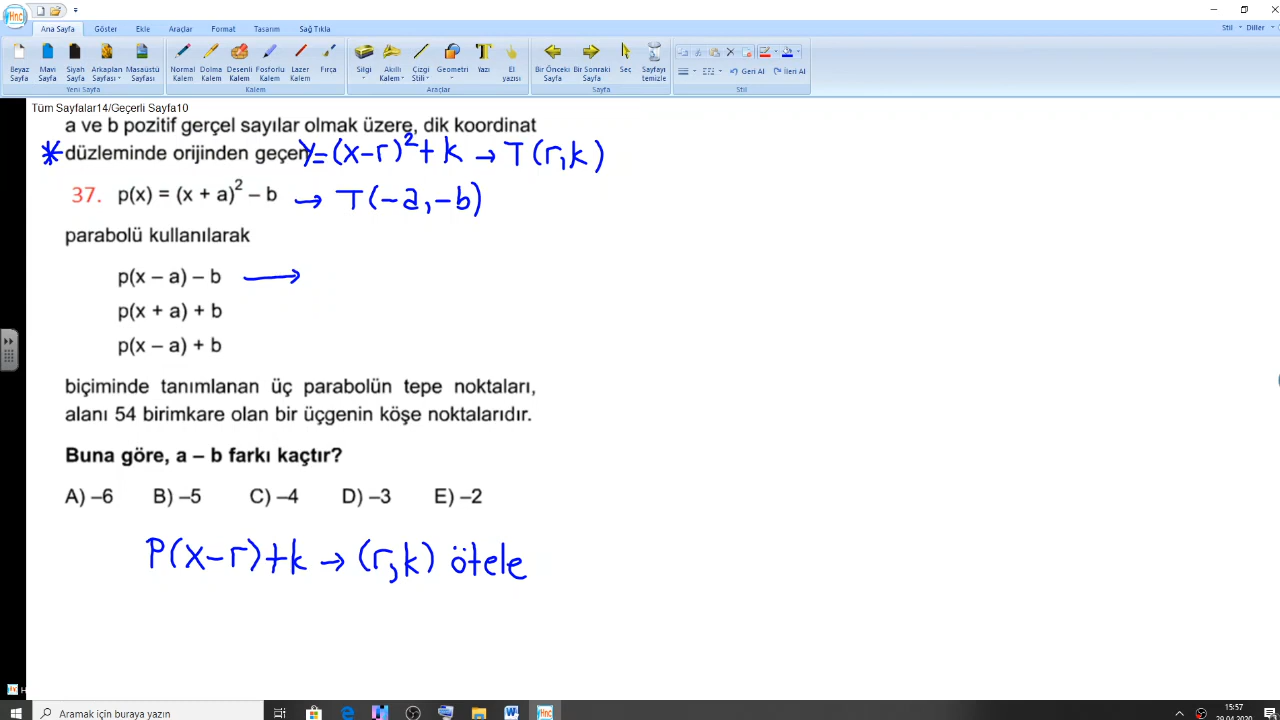 Ana Sayfa Göster Ekle Araçlar Format Tasarım Sağ Tıkla Stil Diller
Beyaz Sayfa Mavi Sayfa Siyah Sayfa Arkaplan Sayfası Masaüstü Sayfası Normal Kalem Dolma Kalem Desenli Kalem Fosforlu Kalem Lazer Kalem Fırça Silgi Akıllı Kalem Çizgi Stili Geometri Yazı El yazısı Bir Önceki Sayfa Bir Sonraki Sayfa Seç Sayfayı temizle Geri Al İleri Al
Yeni Sayfa Kalem Araçlar Sayfa Stil
Tüm Sayfalar14/Geçerli Sayfa10
a ve b pozitif gerçel sayılar olmak üzere, dik koordinat
* düzleminde orijinden geçen y=(x-r)²+k → T(r,k)
37. p(x) = (x + a)² – b → T(-a,-b)
parabolü kullanılarak
p(x – a) – b →
p(x + a) + b
p(x – a) + b
biçiminde tanımlanan üç parabolün tepe noktaları,
alanı 54 birimkare olan bir üçgenin köşe noktalarıdır.
Buna göre, a – b farkı kaçtır?
A) –6 B) –5 C) –4 D) –3 E) –2
P(x-r)+k → (r,k) ötele
Aramak için buraya yazın
15:57
29.04.2020